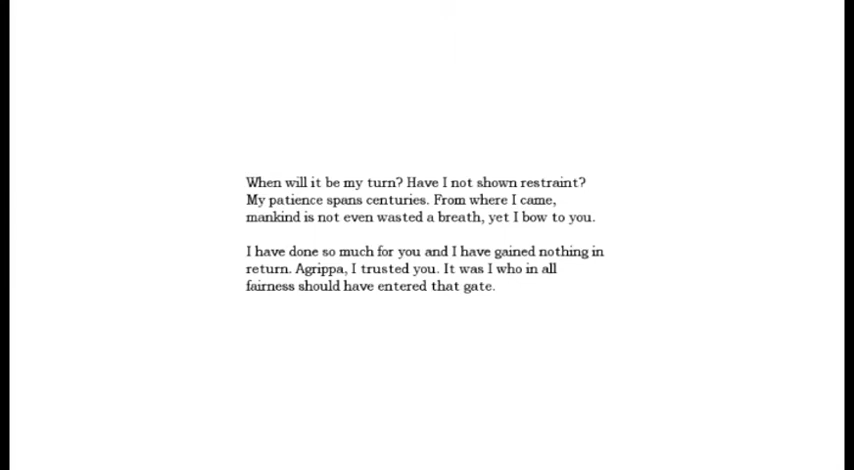 When will it be my turn? Have I not shown restraint?
My patience spans centuries. From where I came,
mankind is not even wasted a breath, yet I bow to you.
I have done so much for you and I have gained nothing in
return. Agrippa, I trusted you. It was I who in all
fairness should have entered that gate.